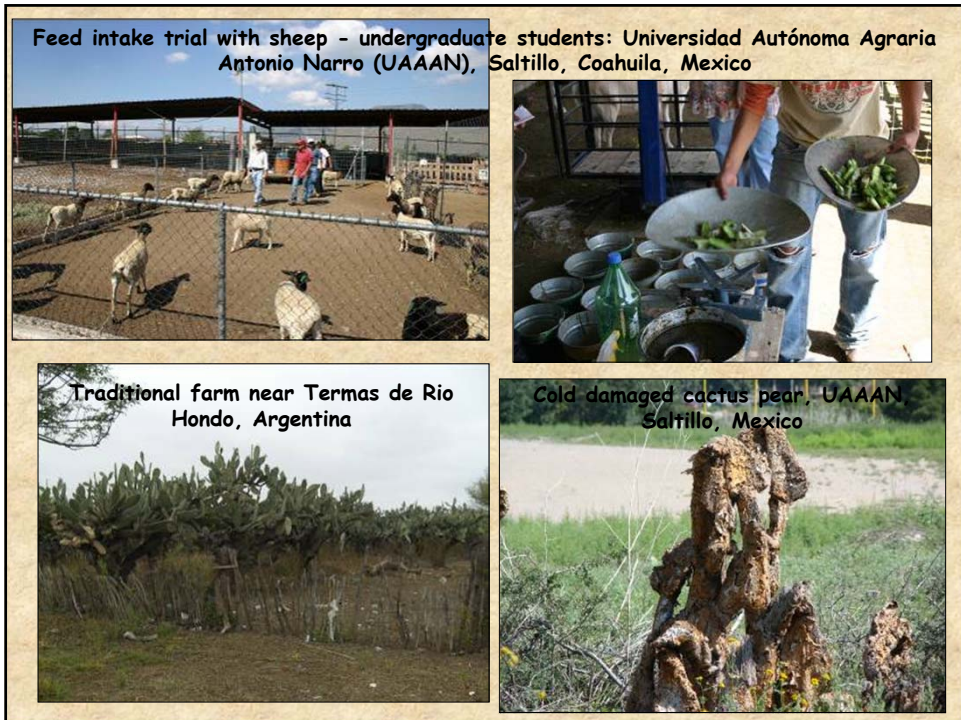 Feed intake trial with sheep - undergraduate students: Universidad Autónoma Agraria
Antonio Narro (UAAAN), Saltillo, Coahuila, Mexico
Traditional farm near Termas de Rio
Hondo, Argentina
Cold damaged cactus pear, UAAAN,
Saltillo, Mexico